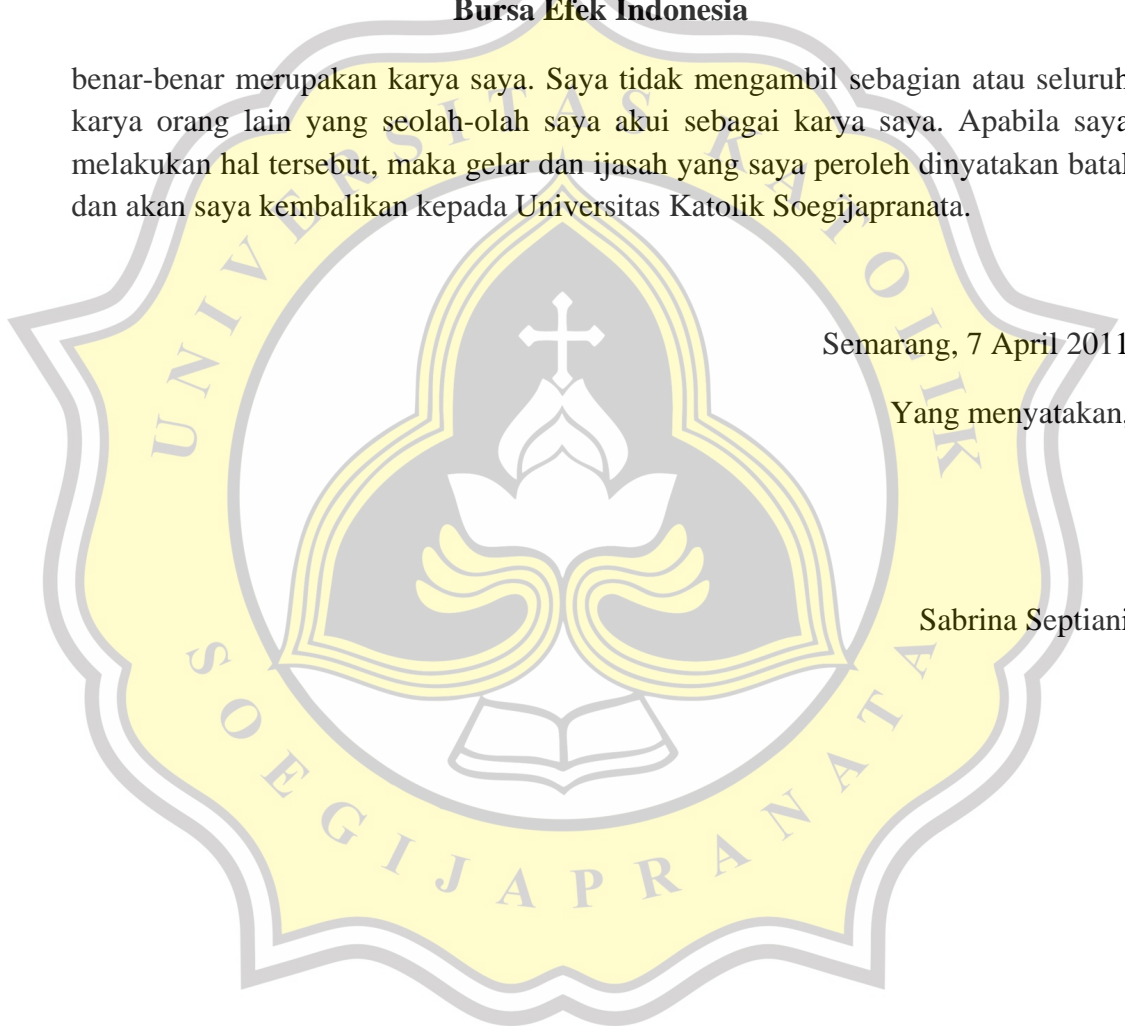 Bursa Efek Indonesia
benar-benar merupakan karya saya. Saya tidak mengambil sebagian atau seluruh
karya orang lain yang seolah-olah saya akui sebagai karya saya. Apabila saya
melakukan hal tersebut, maka gelar dan ijasah yang saya peroleh dinyatakan batal
dan akan saya kembalikan kepada Universitas Katolik Soegijapranata.
Semarang, 7 April 2011
Yang menyatakan,
Sabrina Septiani
UNIVERSITAS KATOLIK
SOEGIJAPRANATA